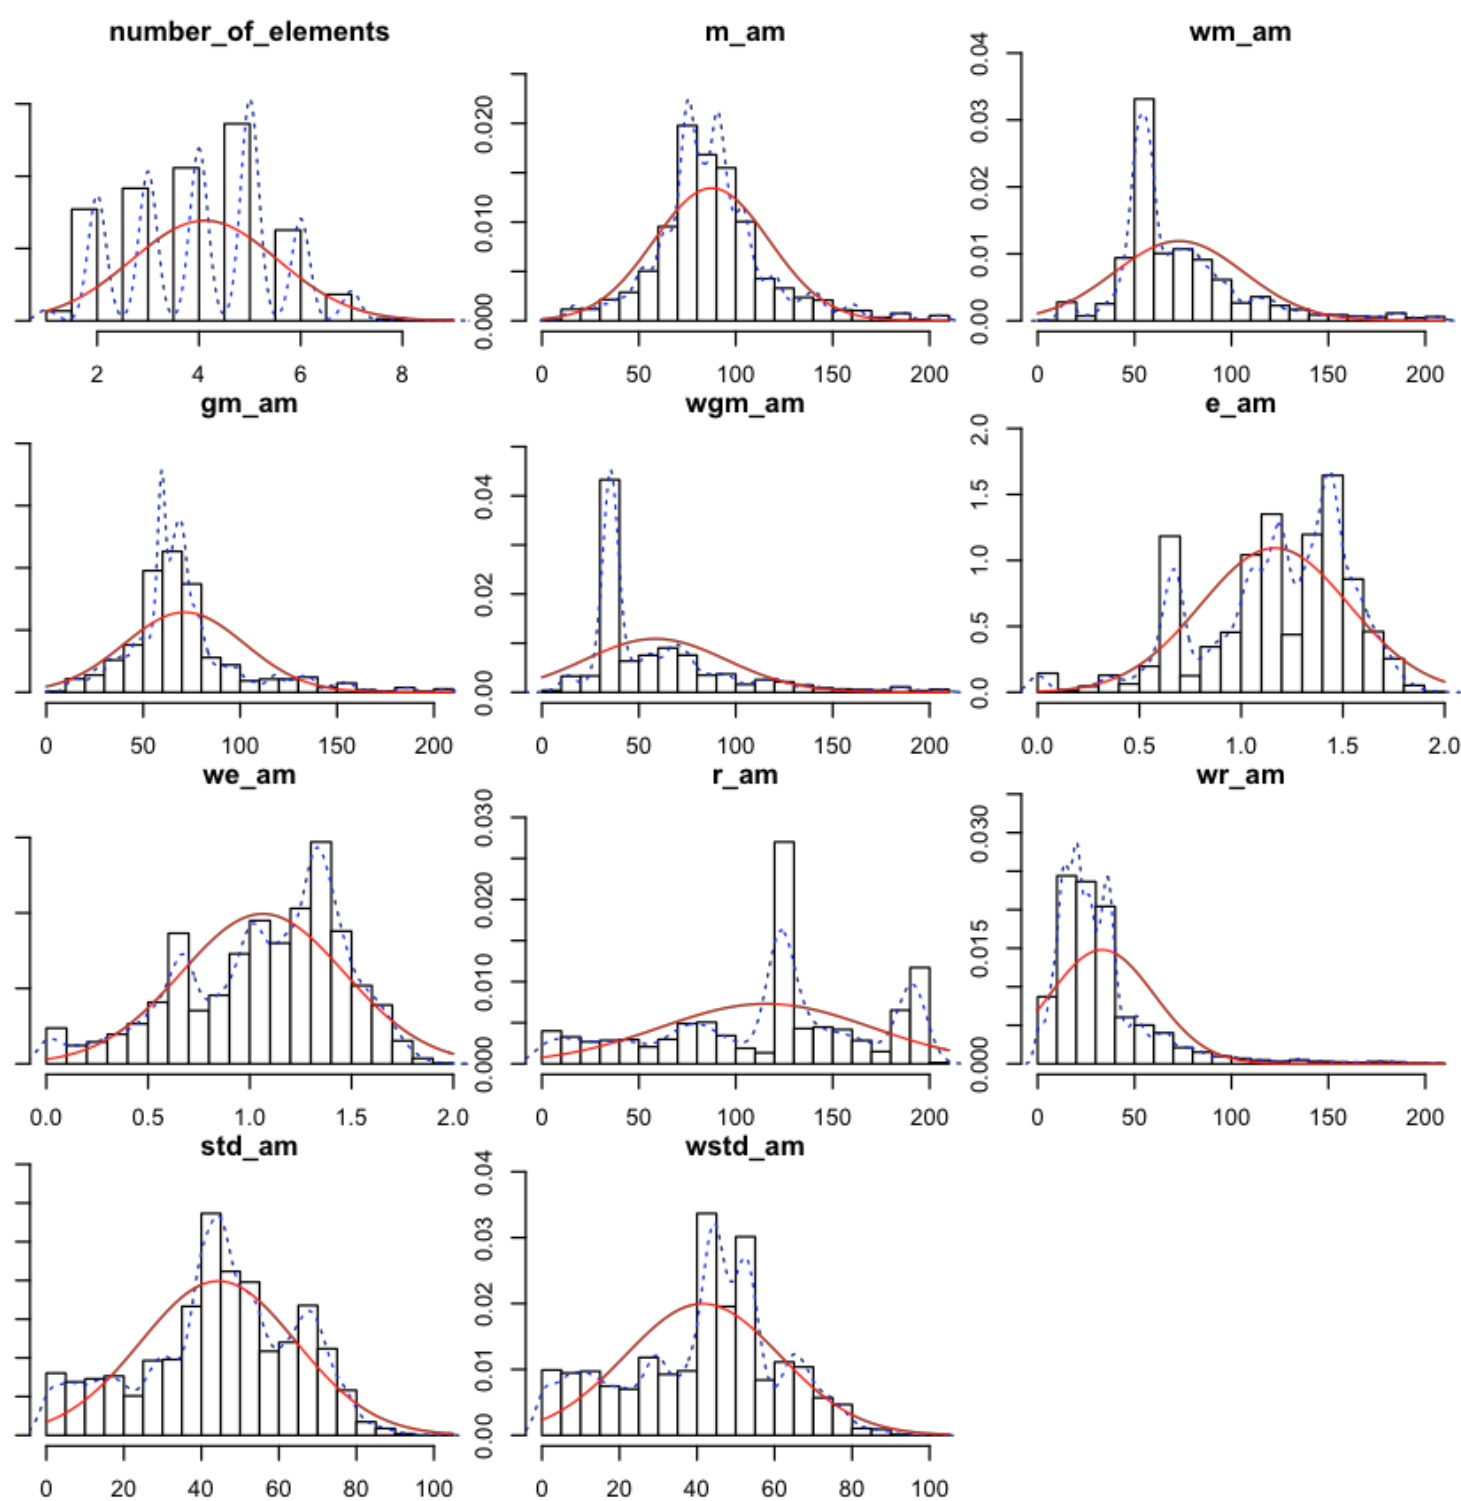 number_of_elements m_am wm_am
0.000 0.010 0.020
0.00 0.01 0.02 0.03 0.04
2 4 6 8
0 50 100 150 200
0 50 100 150 200
gm_am wgm_am e_am
0.00 0.02 0.04
0.0 0.5 1.0 1.5 2.0
0 50 100 150 200
0 50 100 150 200
0.0 0.5 1.0 1.5 2.0
we_am r_am wr_am
0.000 0.010 0.020 0.030
0.000 0.015 0.030
0.0 0.5 1.0 1.5 2.0
0 50 100 150 200
0 50 100 150 200
std_am wstd_am
0.00 0.01 0.02 0.03 0.04
0 20 40 60 80 100
0 20 40 60 80 100